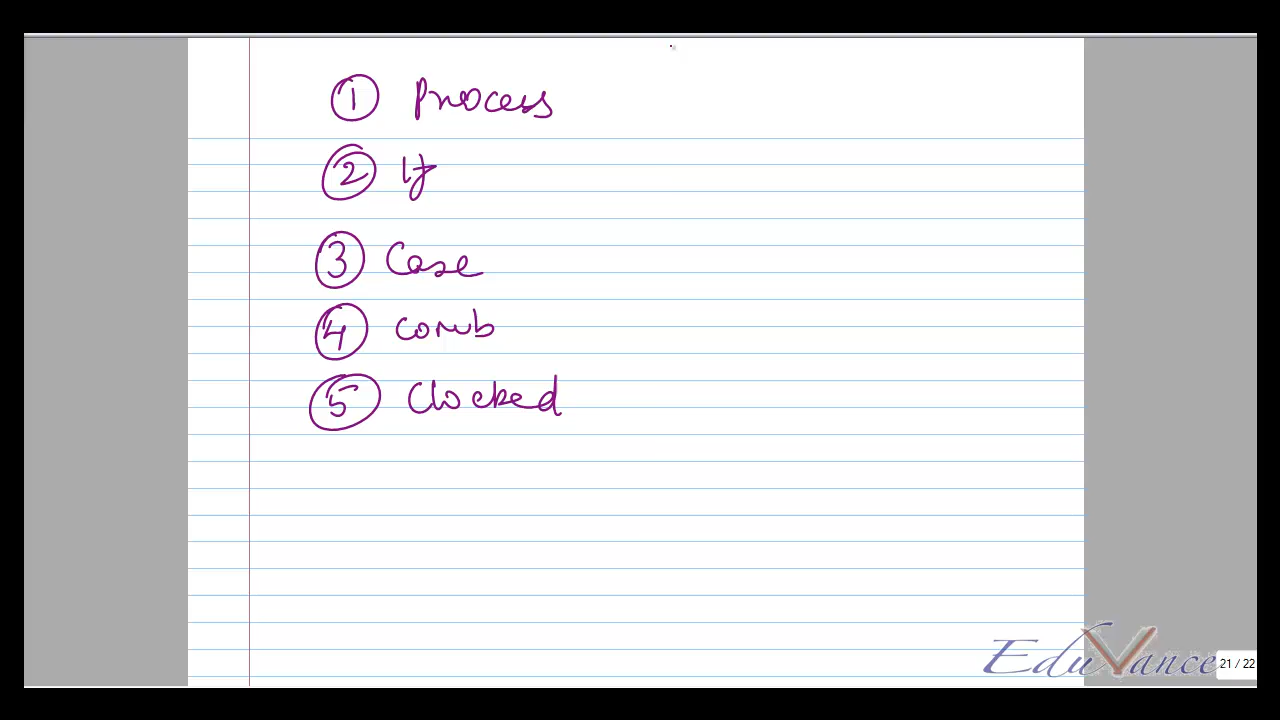 ① Process
② If
③ Case
④ Comb
⑤ Clocked
EduVance
21 / 22